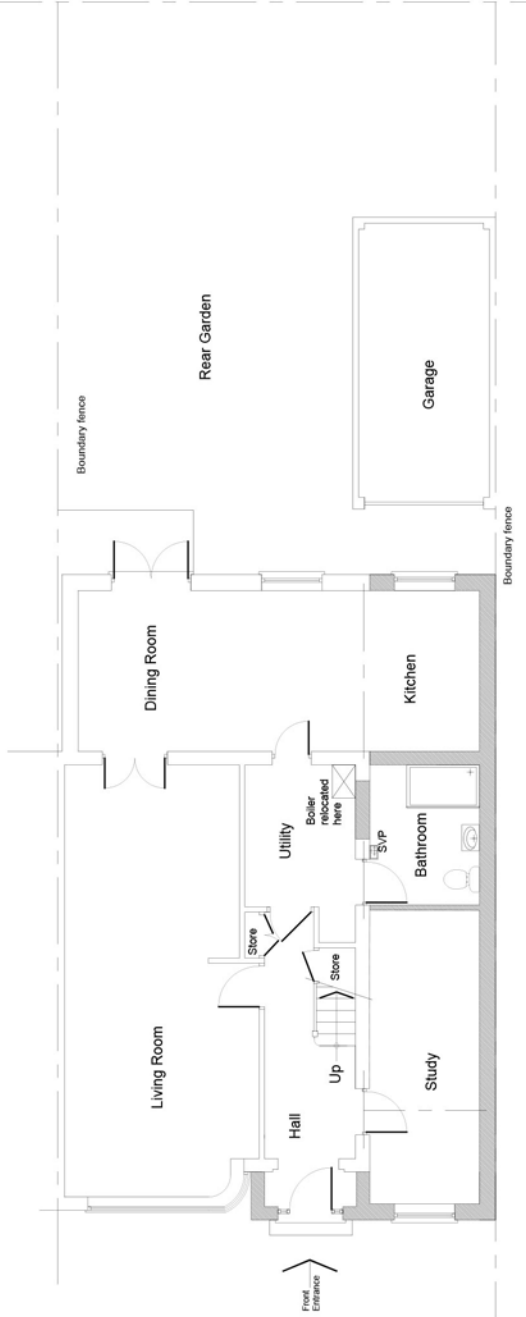 Boundary fence
Rear Garden
Garage
Boundary fence
Dining Room
Kitchen
Utility
Boiler
relocated
here
SVP
Bathroom
Store
Store
Living Room
Up
Study
Hall
Front
Entrance